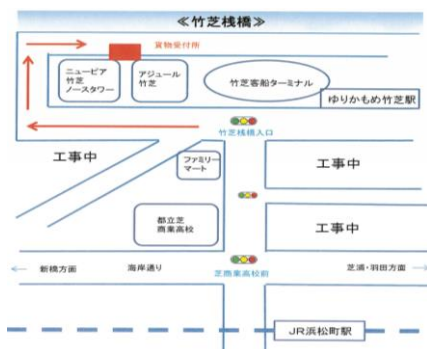 ≪竹芝桟橋≫
貨物受付所
ニューピア
竹芝
ノースタワー
アジュール
竹芝
竹芝客船ターミナル
ゆりかもめ竹芝駅
竹芝桟橋入口
工事中
ファミリー
マート
工事中
都立芝
商業高校
工事中
新橋方面
海岸通り
芝商業高校前
芝浦・羽田方面
JR浜松町駅